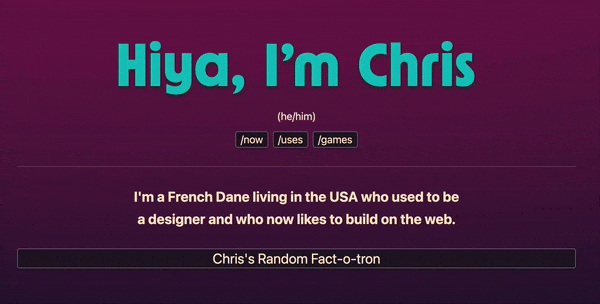 Hiya, I’m Chris
(he/him)
/now /uses /games
I'm a French Dane living in the USA who used to be
a designer and who now likes to build on the web.
Chris's Random Fact-o-tron